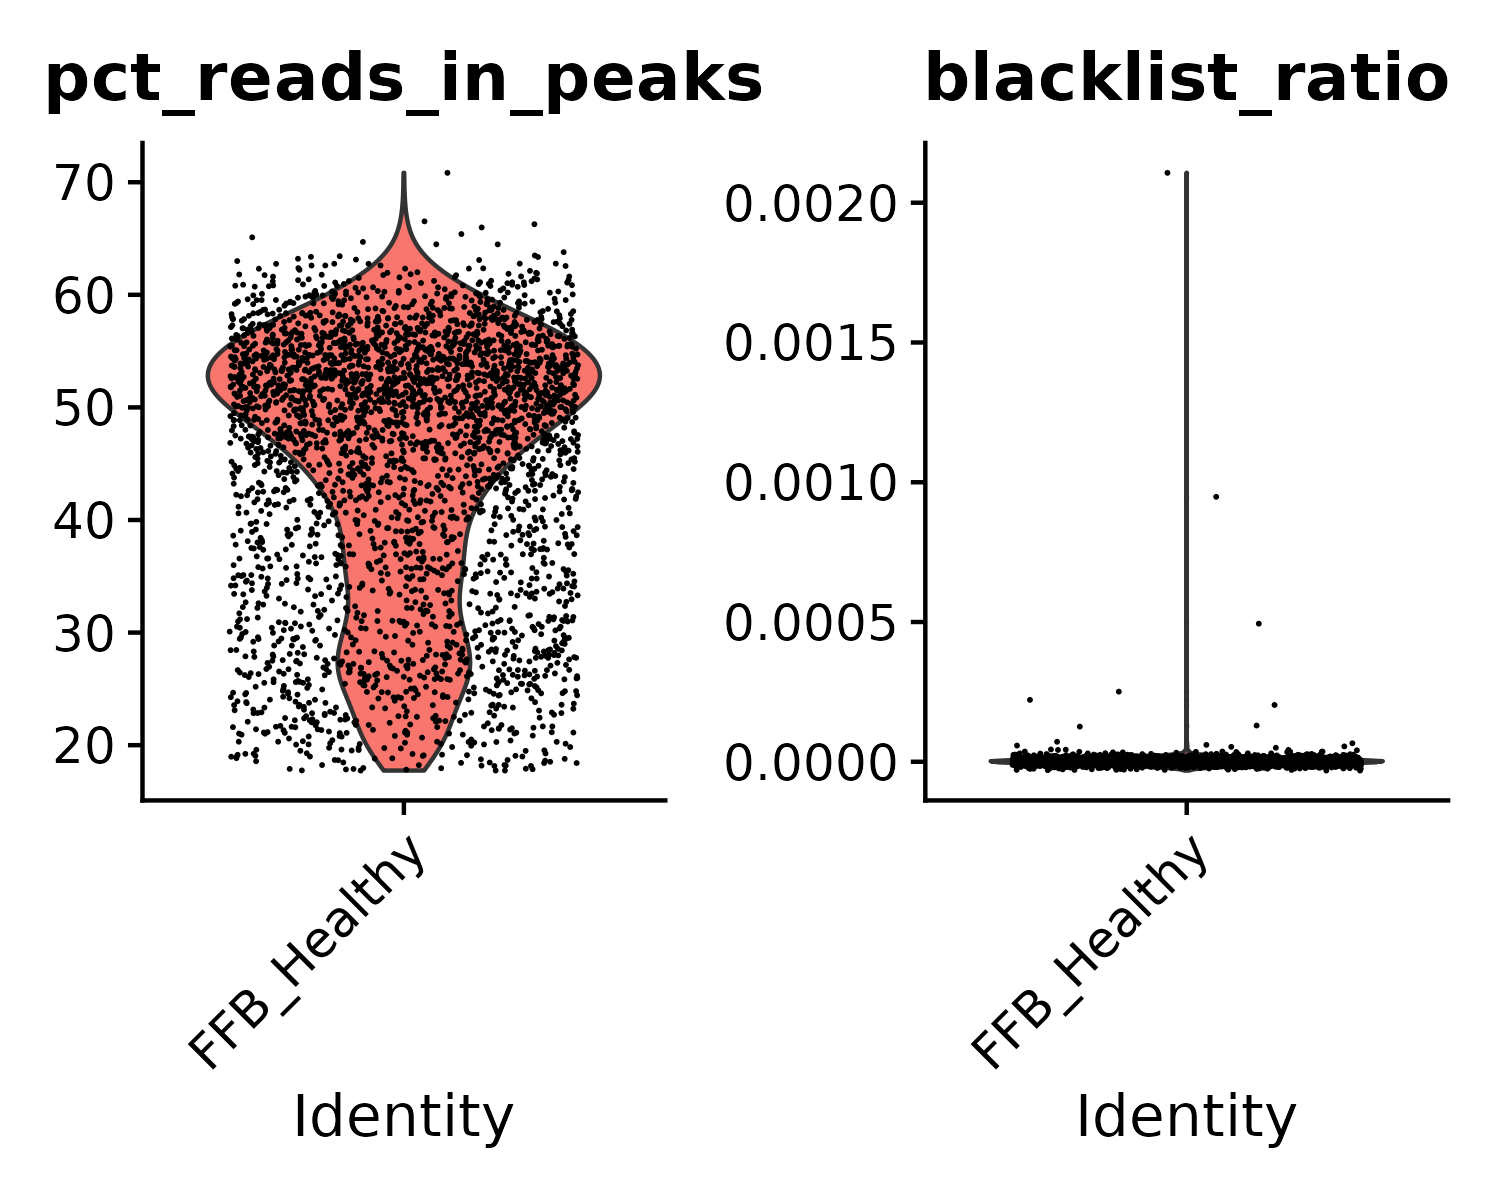 pct_reads_in_peaks
70
60
50
40
30
20
FFB_Healthy
Identity
blacklist_ratio
0.0020
0.0015
0.0010
0.0005
0.0000
FFB_Healthy
Identity